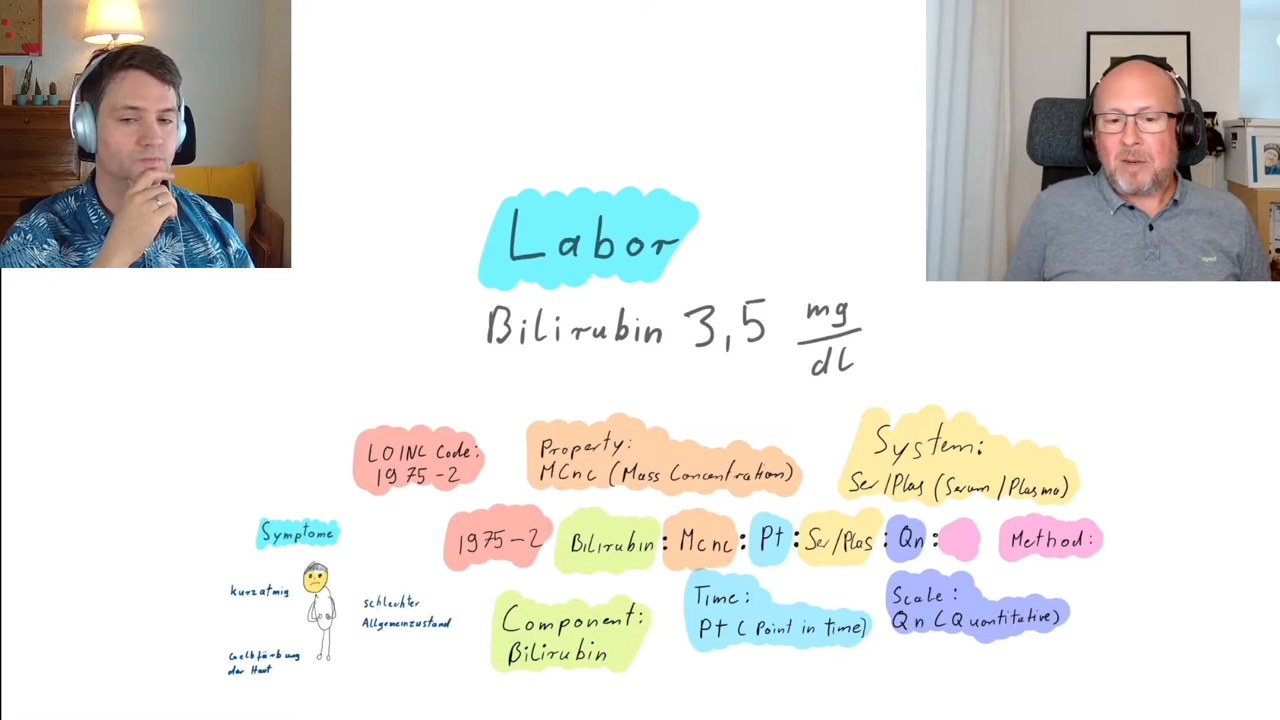 Labor
Bilirubin 3,5 mg/dl
LOINC Code:
1975-2
Property:
MCnc (Mass Concentration)
System:
Ser/Plas (Serum/Plasma)
1975-2 Bilirubin : Mcnc : Pt : Ser/Plas : Qn :
Method:
Component:
Bilirubin
Time:
Pt (Point in time)
Scale:
Qn (Quantitative)
Symptome
kurzatmig
schlechter
Allgemeinzustand
Gelbfärbung
der Haut